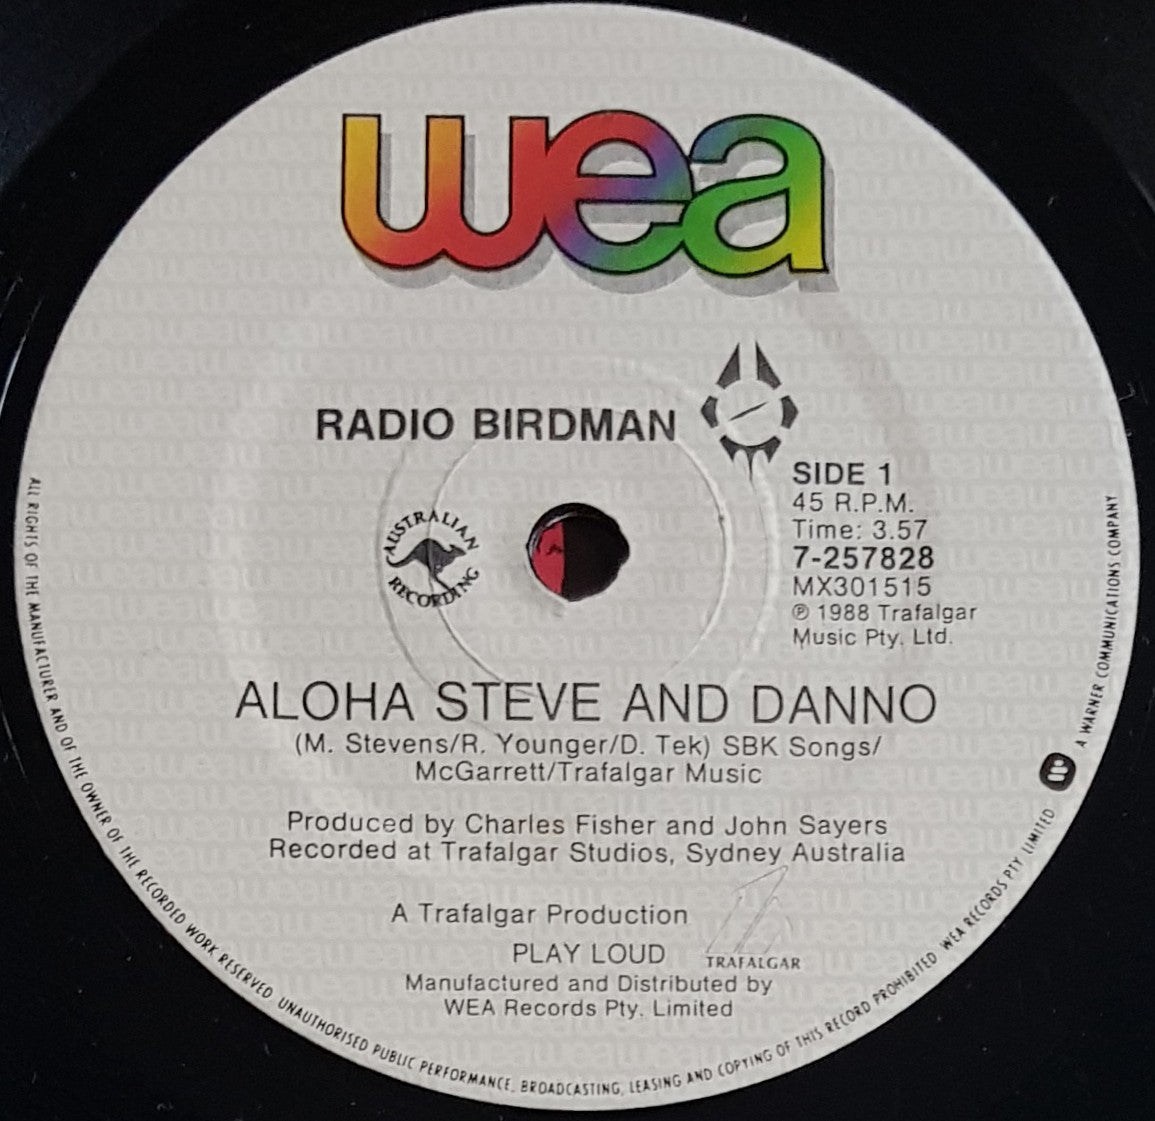 wea
RADIO BIRDMAN
AUSTRALIAN
RECORDING
SIDE 1
45 R.P.M.
Time: 3.57
7-257828
MX301515
℗ 1988 Trafalgar
Music Pty. Ltd.
ALOHA STEVE AND DANNO
(M. Stevens/R. Younger/D. Tek) SBK Songs/
McGarrett/Trafalgar Music
Produced by Charles Fisher and John Sayers
Recorded at Trafalgar Studios, Sydney Australia
A Trafalgar Production
PLAY LOUD
TRAFALGAR
Manufactured and Distributed by
WEA Records Pty. Limited
ALL RIGHTS OF THE MANUFACTURER AND OF THE OWNER OF THE RECORDED WORK RESERVED. UNAUTHORISED PUBLIC PERFORMANCE, BROADCASTING, LEASING AND COPYING OF THIS RECORD PROHIBITED WEA RECORDS PTY. LIMITED A WARNER COMMUNICATIONS COMPANY